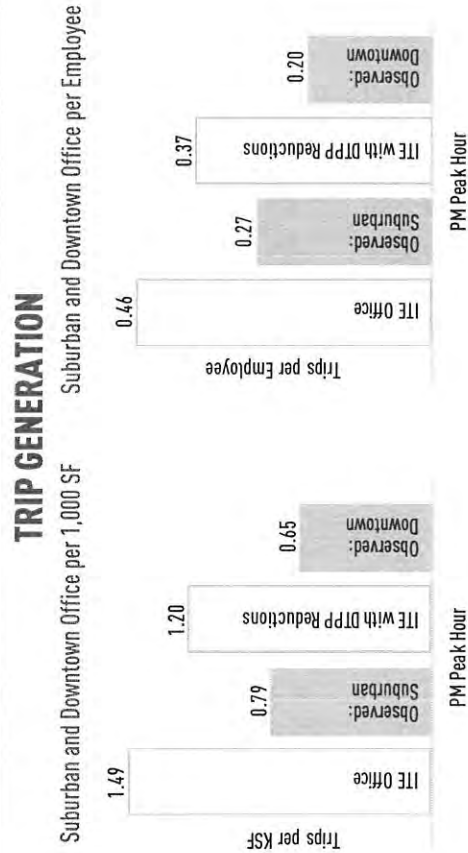 TRIP GENERATION
Suburban and Downtown Office per 1,000 SF
Trips per KSF
1.49
ITE Office
0.79
Observed:
Suburban
1.20
ITE with DTPP Reductions
0.65
Observed:
Downtown
PM Peak Hour
Suburban and Downtown Office per Employee
Trips per Employee
0.46
ITE Office
0.27
Observed:
Suburban
0.37
ITE with DTPP Reductions
0.20
Observed:
Downtown
PM Peak Hour